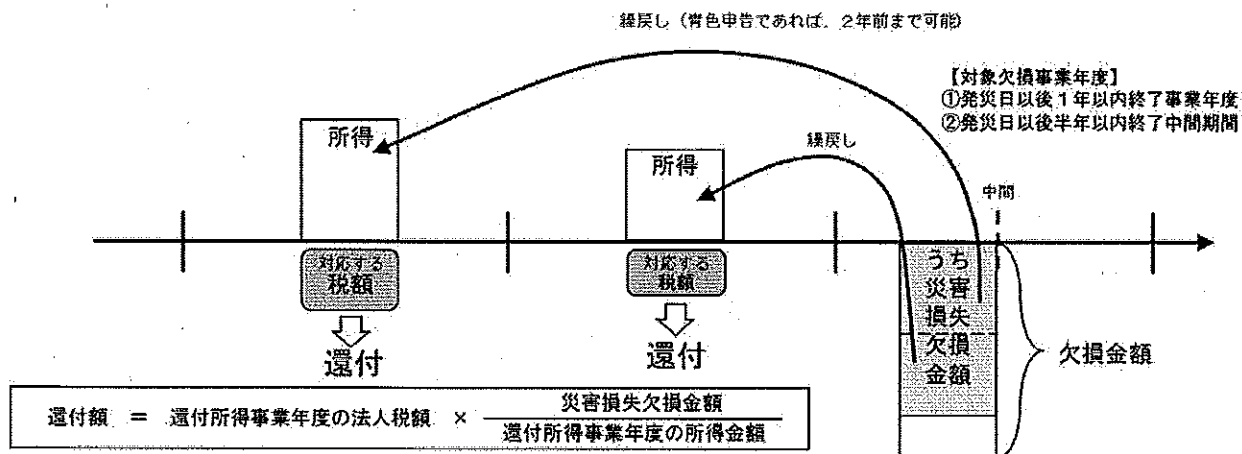 繰戻し（青色申告であれば、2年前まで可能）
【対象欠損事業年度】
①発災日以後1年以内終了事業年度
②発災日以後半年以内終了中間期間
所得
繰戻し
所得
中間
対応する
税額
対応する
税額
うち
災害
損失
欠損
金額
還付
還付
欠損金額
還付額 ＝ 還付所得事業年度の法人税額 × 災害損失欠損金額
還付所得事業年度の所得金額